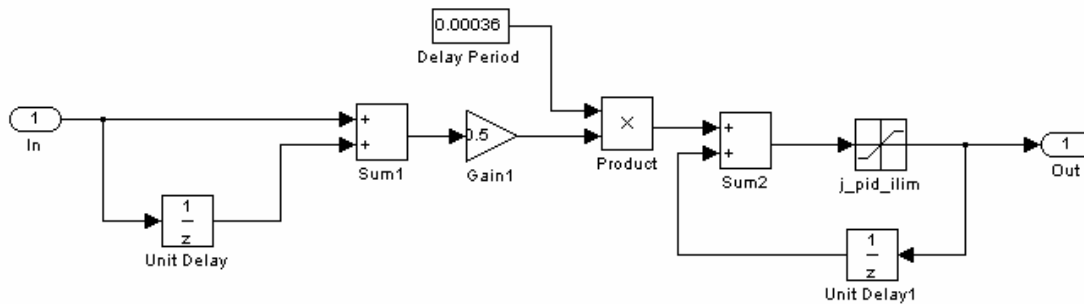 0.00036
Delay Period
1
In
+
+
Sum1
0.5
Gain1
×
Product
+
+
Sum2
j_pid_ilim
1
Out
1
z
Unit Delay
1
z
Unit Delay1